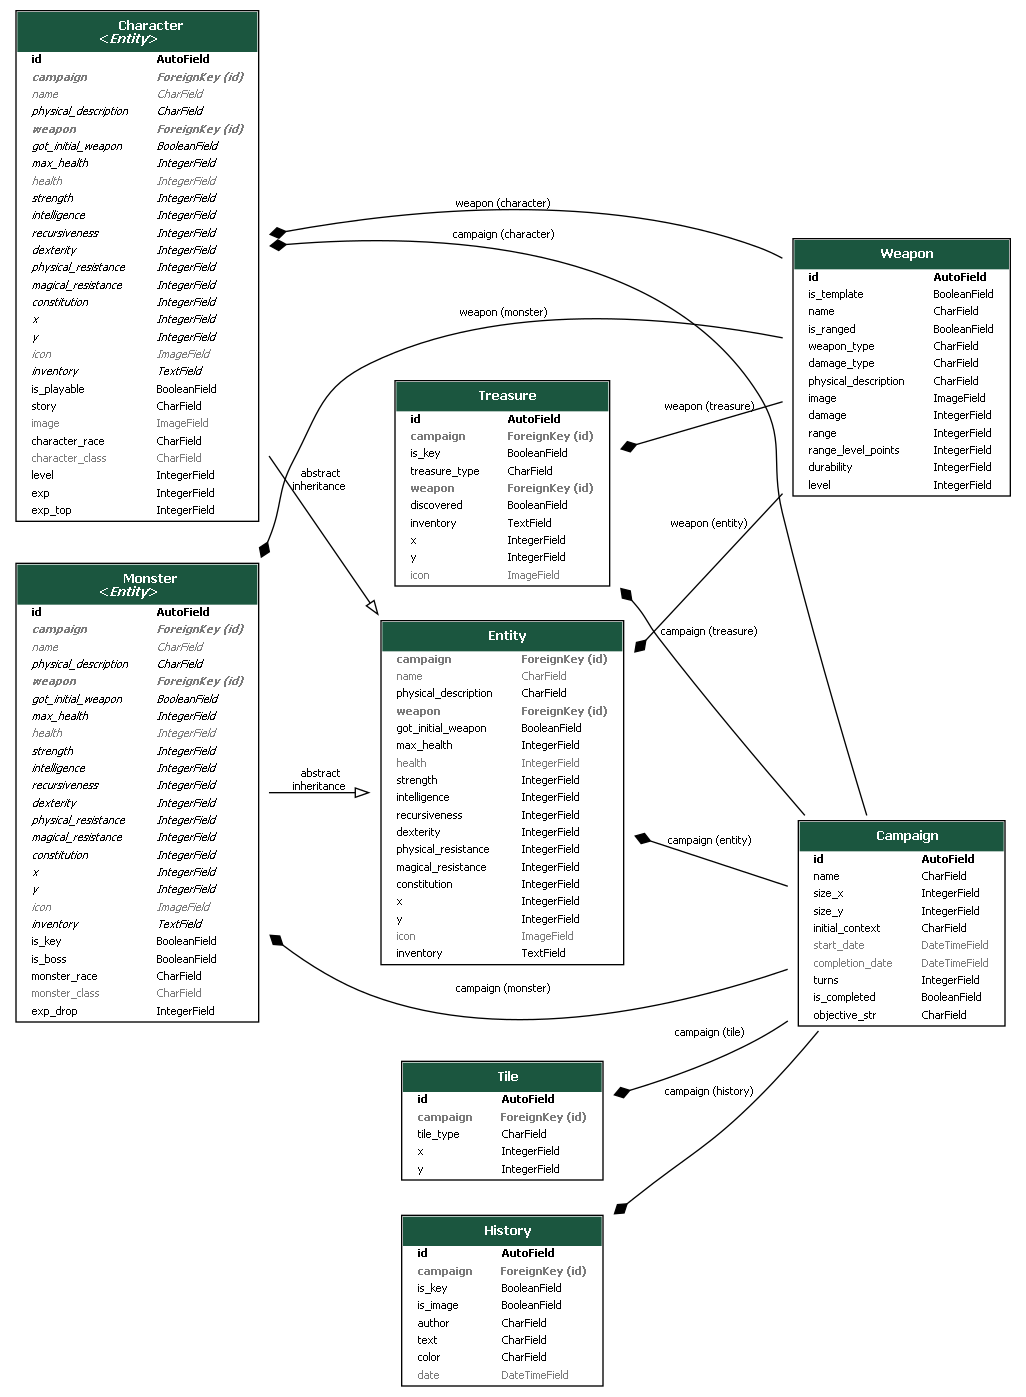 Character
<Entity>
id AutoField
campaign ForeignKey (id)
name CharField
physical_description CharField
weapon ForeignKey (id)
got_initial_weapon BooleanField
max_health IntegerField
health IntegerField
strength IntegerField
intelligence IntegerField
recursiveness IntegerField
dexterity IntegerField
physical_resistance IntegerField
magical_resistance IntegerField
constitution IntegerField
x IntegerField
y IntegerField
icon ImageField
inventory TextField
is_playable BooleanField
story CharField
image ImageField
character_race CharField
character_class CharField
level IntegerField
exp IntegerField
exp_top IntegerField
Monster
<Entity>
id AutoField
campaign ForeignKey (id)
name CharField
physical_description CharField
weapon ForeignKey (id)
got_initial_weapon BooleanField
max_health IntegerField
health IntegerField
strength IntegerField
intelligence IntegerField
recursiveness IntegerField
dexterity IntegerField
physical_resistance IntegerField
magical_resistance IntegerField
constitution IntegerField
x IntegerField
y IntegerField
icon ImageField
inventory TextField
is_key BooleanField
is_boss BooleanField
monster_race CharField
monster_class CharField
exp_drop IntegerField
weapon (character)
campaign (character)
weapon (monster)
Treasure
id AutoField
campaign ForeignKey (id)
is_key BooleanField
treasure_type CharField
weapon ForeignKey (id)
discovered BooleanField
inventory TextField
x IntegerField
y IntegerField
icon ImageField
abstract
inheritance
Entity
campaign ForeignKey (id)
name CharField
physical_description CharField
weapon ForeignKey (id)
got_initial_weapon BooleanField
max_health IntegerField
health IntegerField
strength IntegerField
intelligence IntegerField
recursiveness IntegerField
dexterity IntegerField
physical_resistance IntegerField
magical_resistance IntegerField
constitution IntegerField
x IntegerField
y IntegerField
icon ImageField
inventory TextField
abstract
inheritance
campaign (monster)
Tile
id AutoField
campaign ForeignKey (id)
tile_type CharField
x IntegerField
y IntegerField
History
id AutoField
campaign ForeignKey (id)
is_key BooleanField
is_image BooleanField
author CharField
text CharField
color CharField
date DateTimeField
weapon (treasure)
weapon (entity)
campaign (treasure)
campaign (entity)
campaign (tile)
campaign (history)
Weapon
id AutoField
is_template BooleanField
name CharField
is_ranged BooleanField
weapon_type CharField
damage_type CharField
physical_description CharField
image ImageField
damage IntegerField
range IntegerField
range_level_points IntegerField
durability IntegerField
level IntegerField
Campaign
id AutoField
name CharField
size_x IntegerField
size_y IntegerField
initial_context CharField
start_date DateTimeField
completion_date DateTimeField
turns IntegerField
is_completed BooleanField
objective_str CharField